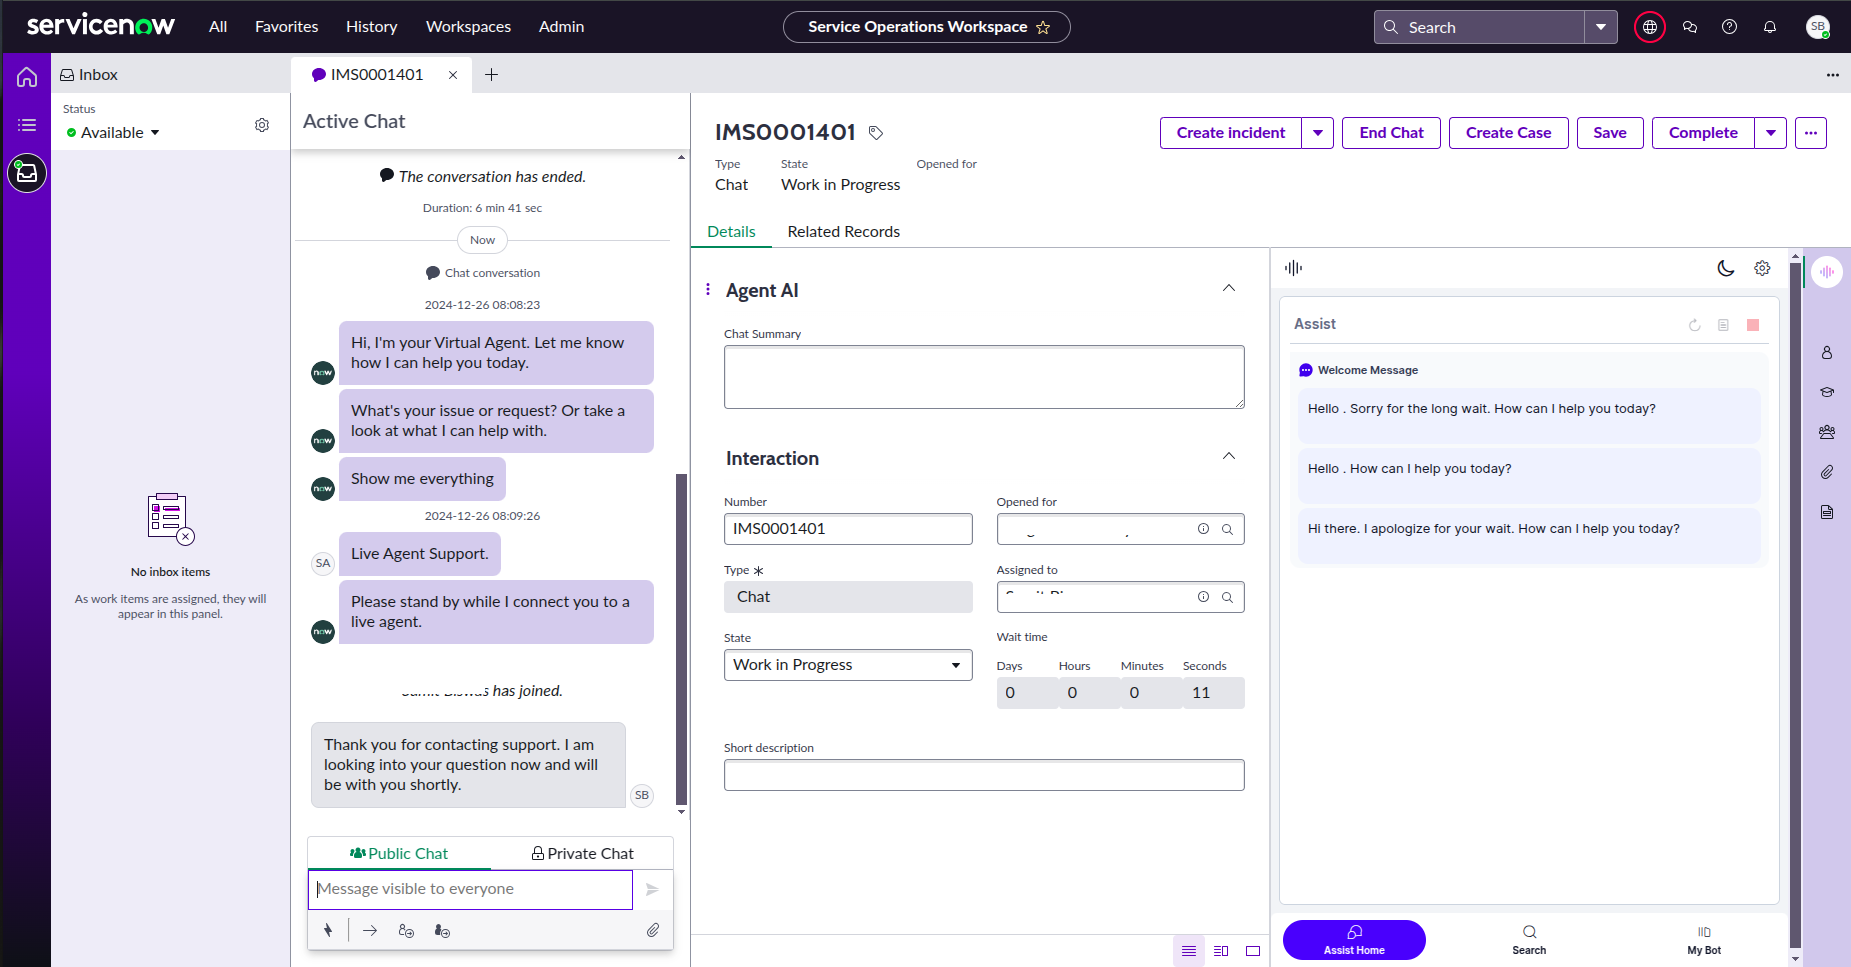 servicenow
All
Favorites
History
Workspaces
Admin
Service Operations Workspace
Search
SB
Inbox
IMS0001401
Status
Available
No inbox items
As work items are assigned, they will
appear in this panel.
Active Chat
The conversation has ended.
Duration: 6 min 41 sec
Now
Chat conversation
2024-12-26 08:08:23
Hi, I'm your Virtual Agent. Let me know
how I can help you today.
now
What's your issue or request? Or take a
look at what I can help with.
now
Show me everything
now
2024-12-26 08:09:26
Live Agent Support.
SA
Please stand by while I connect you to a
live agent.
now
has joined.
Thank you for contacting support. I am
looking into your question now and will
be with you shortly.
SB
Public Chat
Private Chat
Message visible to everyone
IMS0001401
Create incident
End Chat
Create Case
Save
Complete
Type
State
Opened for
Chat
Work in Progress
Details
Related Records
Agent AI
Chat Summary
Interaction
Number
IMS0001401
Opened for
Type
Chat
Assigned to
State
Work in Progress
Wait time
Days
Hours
Minutes
Seconds
0
0
0
11
Short description
Assist
Welcome Message
Hello . Sorry for the long wait. How can I help you today?
Hello . How can I help you today?
Hi there. I apologize for your wait. How can I help you today?
Assist Home
Search
My Bot